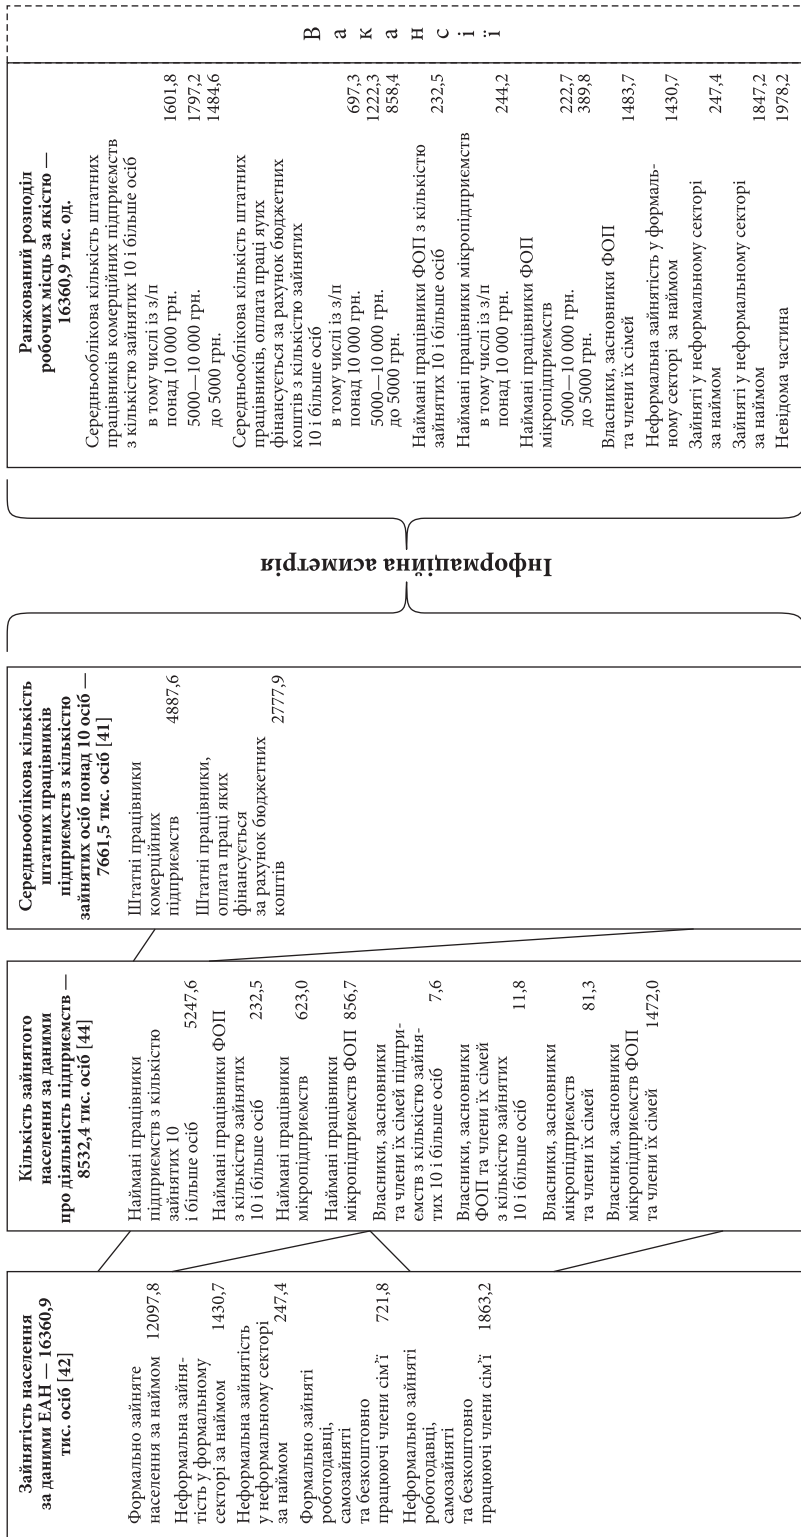 Зайнятість населення
за даними ЕАН — 16360,9
тис. осіб [42]
Формально зайняте
населення за наймом 12097,8
Неформальна зайня-
тість у формальному
секторі за наймом 1430,7
Неформальна зайнятість
у неформальному секторі
за наймом 247,4
Формально зайняті
роботодавці,
самозайняті
та безкоштовно
працюючі члени сім’ї 721,8
Неформально зайняті
роботодавці,
самозайняті
та безкоштовно
працюючі члени сім’ї 1863,2
Кількість зайнятого
населення за даними
про діяльність підприємств —
8532,4 тис. осіб [44]
Наймані працівники
підприємств з кількістю
зайнятих 10
і більше осіб 5247,6
Наймані працівники ФОП
з кількістю зайнятих
10 і більше осіб 232,5
Наймані працівники
мікропідприємств 623,0
Наймані працівники
мікропідприємств ФОП 856,7
Власники, засновники
та члени їх сімей підпри-
ємств з кількістю зайня-
тих 10 і більше осіб 7,6
Власники, засновники
ФОП та члени їх сімей
з кількістю зайнятих
10 і більше осіб 11,8
Власники, засновники
мікропідприємств
та члени їх сімей 81,3
Власники, засновники
мікропідприємств ФОП
та члени їх сімей 1472,0
Середньооблікова кількість
штатних працівників
підприємств з кількістю
зайнятих осіб понад 10 осіб —
7661,5 тис. осіб [41]
Штатні працівники
комерційних
підприємств 4887,6
Штатні працівники,
оплата праці яких
фінансується
за рахунок бюджетних
коштів 2777,9
Інформаційна асиметрія
Ранжований розподіл
робочих місць за якістю —
16360,9 тис. од.
Середньооблікова кількість штатних
працівників комерційних підприємств
з кількістю зайнятих 10 і більше осіб
в тому числі із з/п
понад 10 000 грн. 1601,8
5000—10 000 грн. 1797,2
до 5000 грн. 1484,6
Середньооблікова кількість штатних
працівників, оплата праці яуих
фінансується за рахунок бюджетних
коштів з кількістю зайнятих
10 і більше осіб
в тому числі із з/п
понад 10 000 грн. 697,3
5000—10 000 грн. 1222,3
до 5000 грн. 858,4
Наймані працівники ФОП з кількістю
зайнятих 10 і більше осіб 232,5
Наймані працівники мікропідприємств
в тому числі із з/п
понад 10 000 грн. 244,2
Наймані працівники ФОП
мікропідприємств
5000—10 000 грн. 222,7
до 5000 грн. 389,8
Власники, засновники ФОП
та члени їх сімей 1483,7
Неформальна зайнятість у формаль-
ному секторі за наймом 1430,7
Зайняті у неформальному секторі
за наймом 247,4
Зайняті у неформальному секторі
за наймом 1847,2
Невідома частина 1978,2
Вакансії